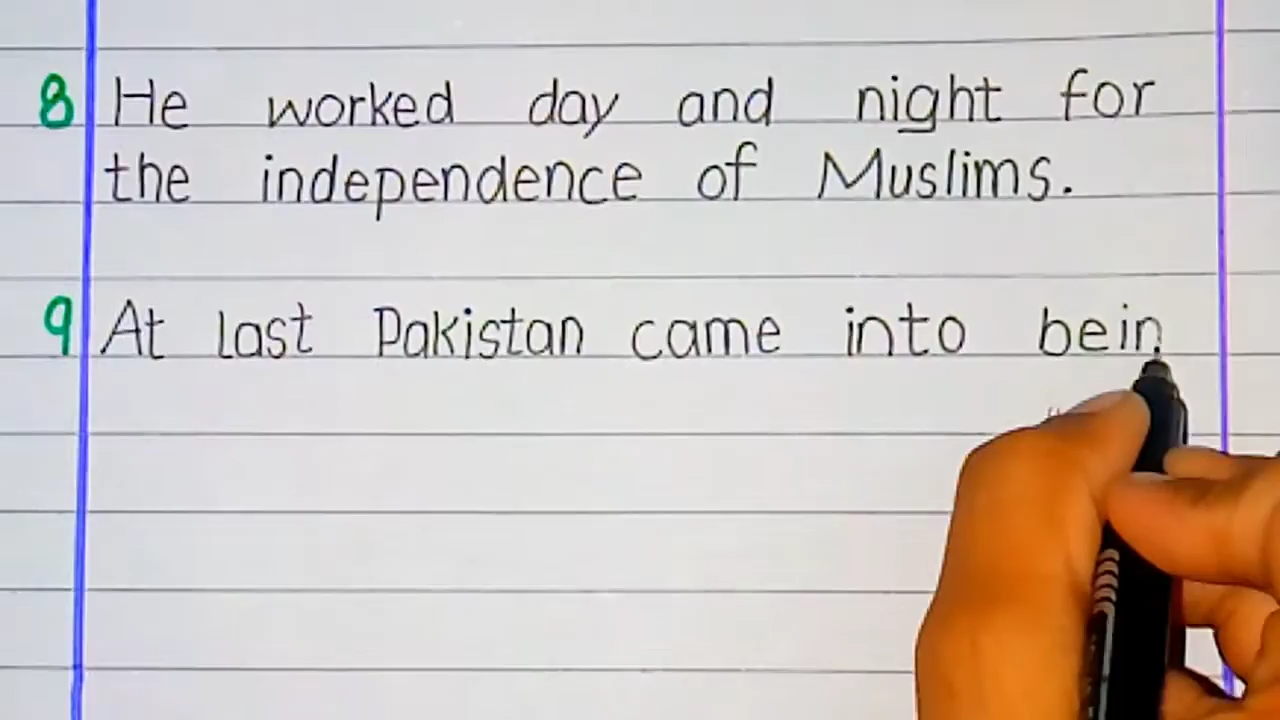 8 He worked day and night for
the independence of Muslims.
9 At last Pakistan came into bein